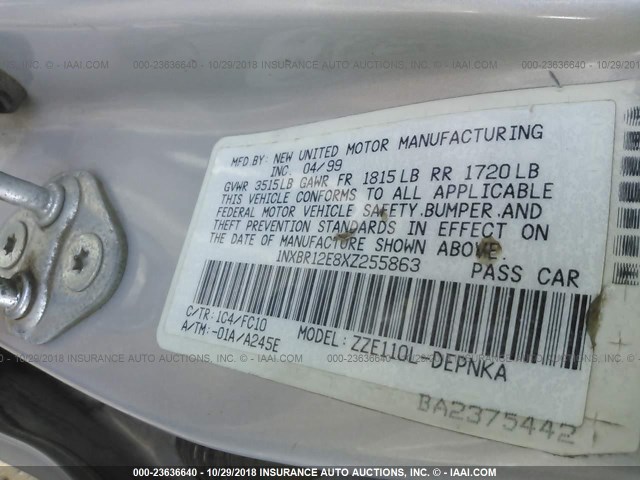 000-23636640 - 10/29/2018 INSURANCE AUTO AUCTIONS - WWW.IAAI.COM
MFD.BY: NEW UNITED MOTOR MANUFACTURING
INC. 04/99
GVWR 3515LB GAWR FR 1815LB RR 1720LB
THIS VEHICLE CONFORMS TO ALL APPLICABLE
FEDERAL MOTOR VEHICLE SAFETY,BUMPER,AND
THEFT PREVENTION STANDARDS IN EFFECT ON
THE DATE OF MANUFACTURE SHOWN ABOVE.
1NXBR12E8XZ255863 PASS CAR
C/TR:1C4/FC10
A/TM:-01A/A245E
MODEL:ZZE110L-DEPNKA
BA2375442
000-23636640 - 10/29/2018 INSURANCE AUTO AUCTIONS - WWW.IAAI.COM